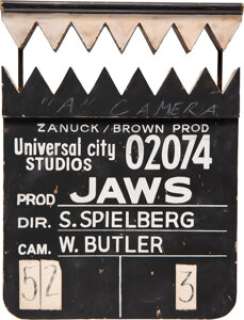 "A" CAMERA
ZANUCK/BROWN PROD
Universal city STUDIOS 02074
PROD JAWS
DIR. S. SPIELBERG
CAM. W. BUTLER
52 3